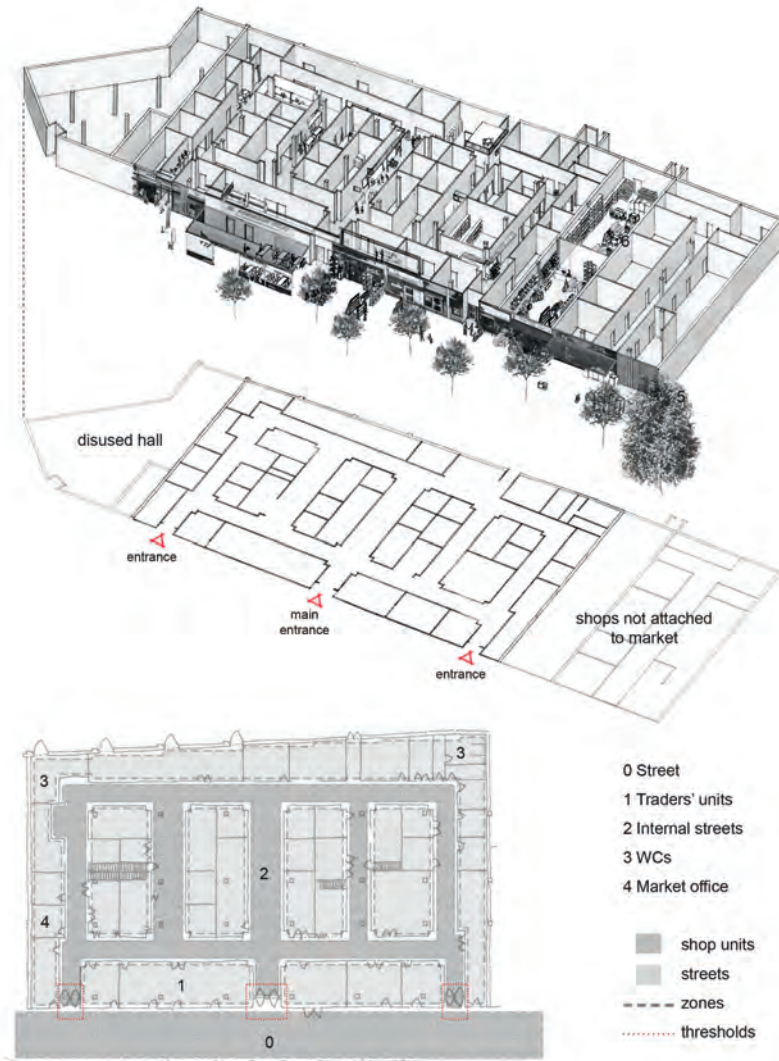 disused hall
entrance
main
entrance
entrance
shops not attached
to market
3
3
2
4
1
0
0 Street
1 Traders' units
2 Internal streets
3 WCs
4 Market office
shop units
streets
zones
thresholds